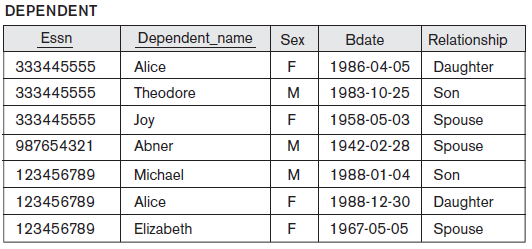 DEPENDENT
Essn Dependent_name Sex Bdate Relationship
333445555 Alice F 1986-04-05 Daughter
333445555 Theodore M 1983-10-25 Son
333445555 Joy F 1958-05-03 Spouse
987654321 Abner M 1942-02-28 Spouse
123456789 Michael M 1988-01-04 Son
123456789 Alice F 1988-12-30 Daughter
123456789 Elizabeth F 1967-05-05 Spouse